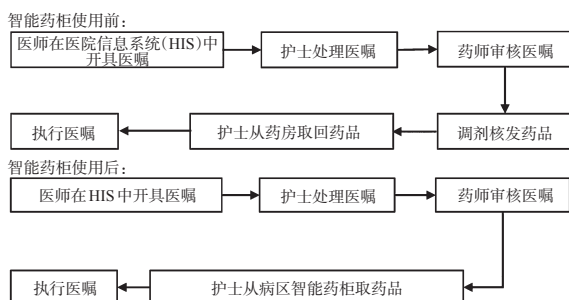 智能药柜使用前:
医师在医院信息系统(HIS)中
开具医嘱
护士处理医嘱
药师审核医嘱
调剂核发药品
护士从药房取回药品
执行医嘱
智能药柜使用后:
医师在HIS中开具医嘱
护士处理医嘱
药师审核医嘱
护士从病区智能药柜取药品
执行医嘱